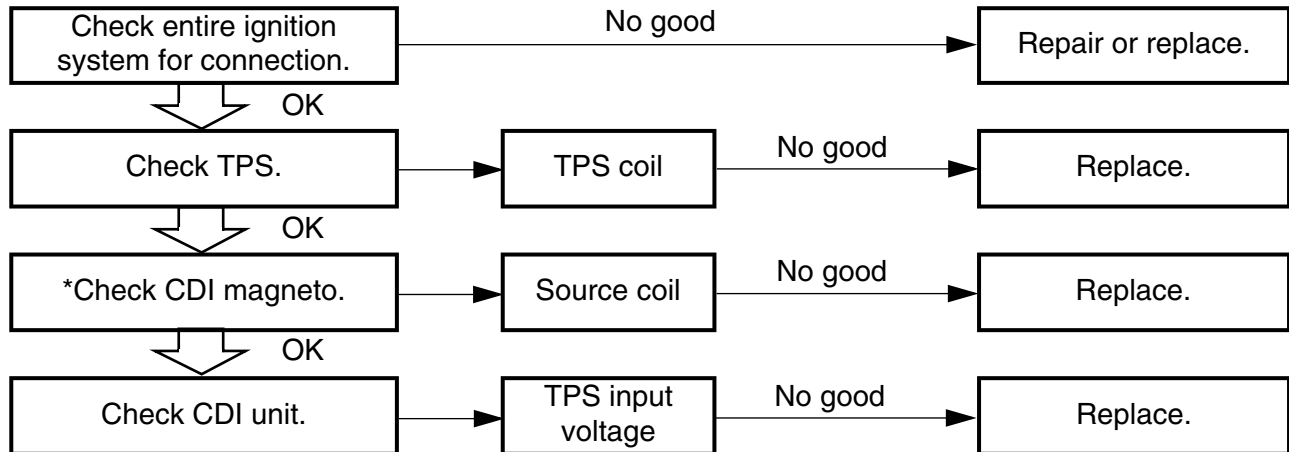 Check entire ignition
system for connection.
No good
Repair or replace.
OK
Check TPS.
TPS coil
No good
Replace.
OK
*Check CDI magneto.
Source coil
No good
Replace.
OK
Check CDI unit.
TPS input
voltage
No good
Replace.